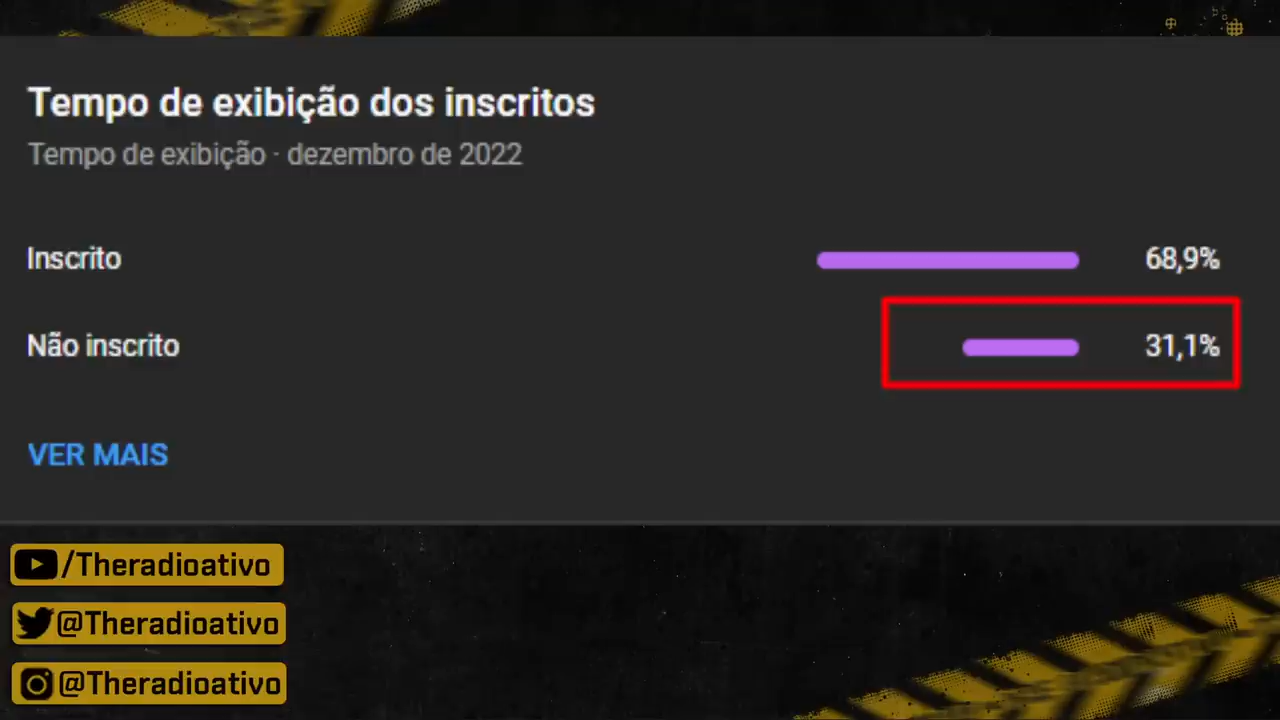 Tempo de exibição dos inscritos
Tempo de exibição · dezembro de 2022
Inscrito 68,9%
Não inscrito 31,1%
VER MAIS
/Theradioativo
@Theradioativo
@Theradioativo